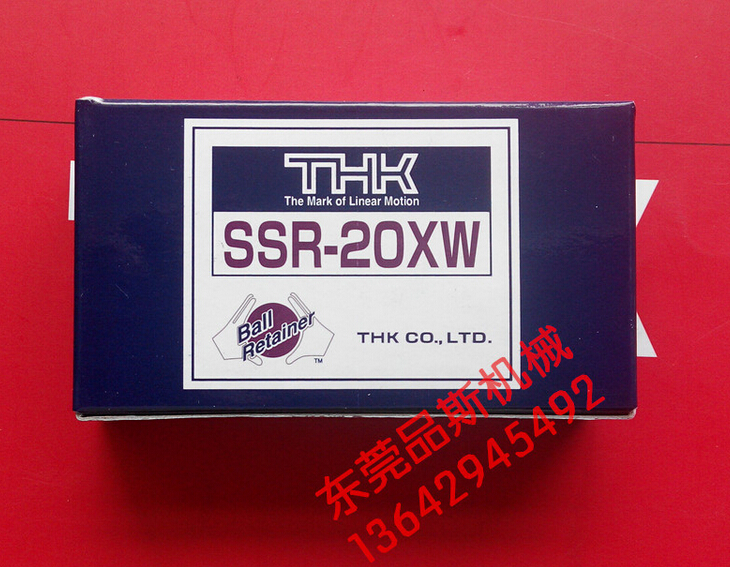 THK
The Mark of Linear Motion
SSR-20XW
Ball
Retainer
TM
THK CO., LTD.
东莞品斯机械
13642945492